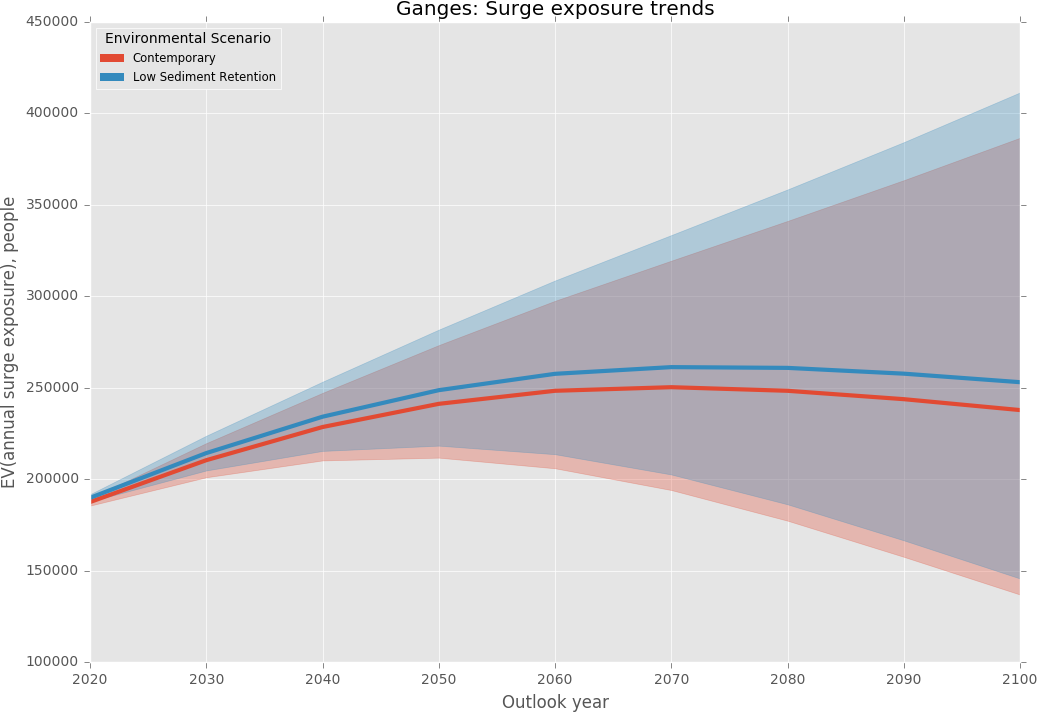 Ganges: Surge exposure trends
EV(annual surge exposure), people
450000
400000
350000
300000
250000
200000
150000
100000
Environmental Scenario
Contemporary
Low Sediment Retention
2020 2030 2040 2050 2060 2070 2080 2090 2100
Outlook year